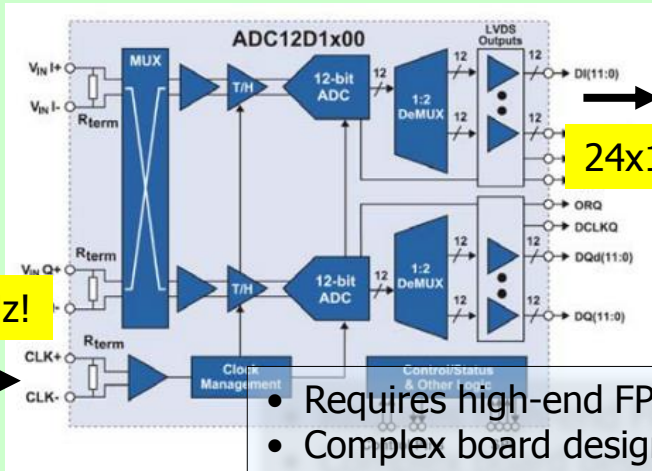 ADC12D1x00
LVDS
Outputs
MUX
VIN I+
VIN I-
Rterm
T/H
12-bit
ADC
12
1:2
DeMUX
12
12
12
12
DI(11:0)
24x1
ORQ
DCLKQ
Rterm
VIN Q+
I-
z!
T/H
12-bit
ADC
12
1:2
DeMUX
12
12
12
12
DQd(11:0)
DQ(11:0)
Rterm
CLK+
CLK-
Clock
Management
Control/Status
& Other Logic
• Requires high-end FP
• Complex board desig